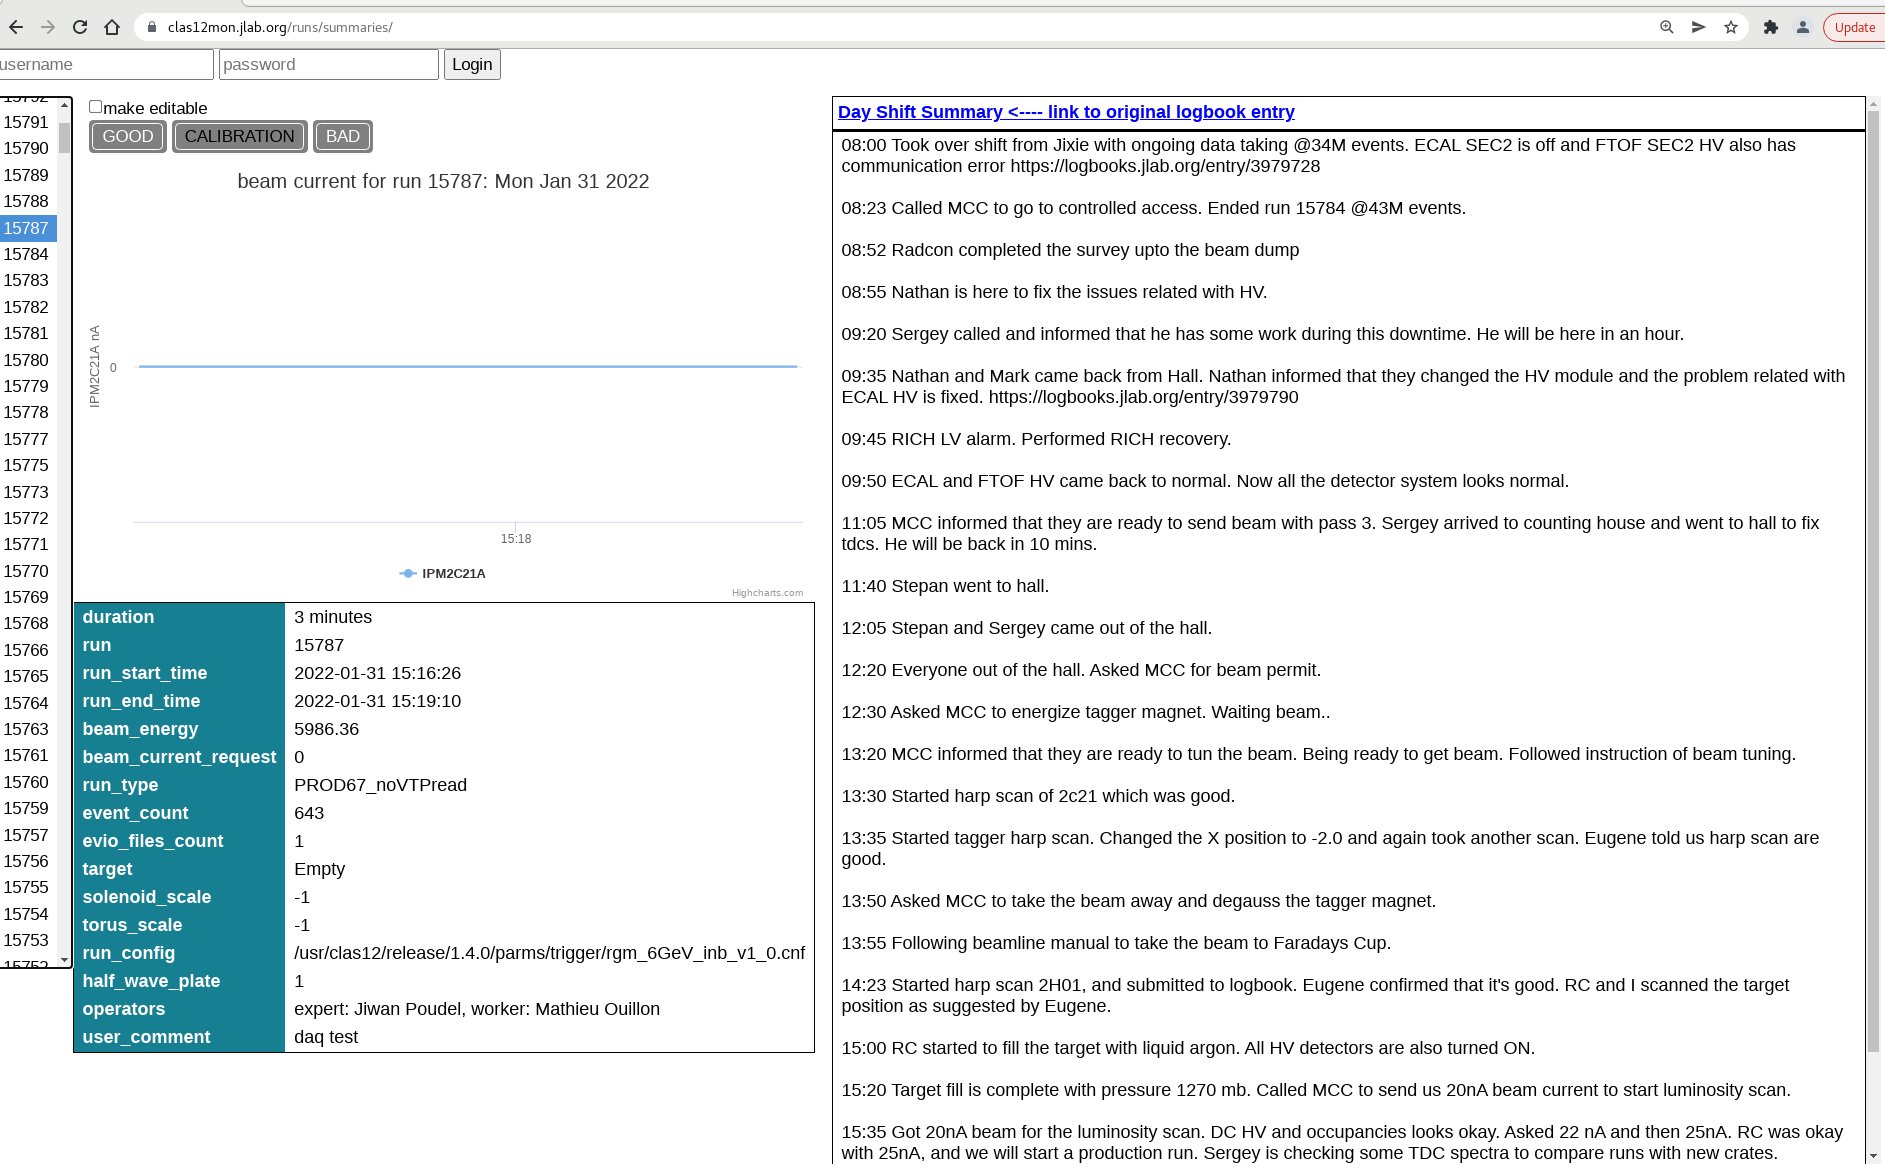 clas12mon.jlab.org/runs/summaries/
Update
username
password
Login
15792
15791
15790
15789
15788
15787
15784
15783
15782
15781
15780
15779
15778
15777
15775
15773
15772
15771
15770
15769
15768
15766
15765
15764
15763
15761
15760
15759
15757
15756
15755
15754
15753
15752
make editable
GOOD
CALIBRATION
BAD
beam current for run 15787: Mon Jan 31 2022
IPM2C21A nA
0
15:18
IPM2C21A
Highcharts.com
duration 3 minutes
run 15787
run_start_time 2022-01-31 15:16:26
run_end_time 2022-01-31 15:19:10
beam_energy 5986.36
beam_current_request 0
run_type PROD67_noVTPread
event_count 643
evio_files_count 1
target Empty
solenoid_scale -1
torus_scale -1
run_config /usr/clas12/release/1.4.0/parms/trigger/rgm_6GeV_inb_v1_0.cnf
half_wave_plate 1
operators expert: Jiwan Poudel, worker: Mathieu Ouillon
user_comment daq test
Day Shift Summary <---- link to original logbook entry
08:00 Took over shift from Jixie with ongoing data taking @34M events. ECAL SEC2 is off and FTOF SEC2 HV also has
communication error https://logbooks.jlab.org/entry/3979728
08:23 Called MCC to go to controlled access. Ended run 15784 @43M events.
08:52 Radcon completed the survey upto the beam dump
08:55 Nathan is here to fix the issues related with HV.
09:20 Sergey called and informed that he has some work during this downtime. He will be here in an hour.
09:35 Nathan and Mark came back from Hall. Nathan informed that they changed the HV module and the problem related with
ECAL HV is fixed. https://logbooks.jlab.org/entry/3979790
09:45 RICH LV alarm. Performed RICH recovery.
09:50 ECAL and FTOF HV came back to normal. Now all the detector system looks normal.
11:05 MCC informed that they are ready to send beam with pass 3. Sergey arrived to counting house and went to hall to fix
tdcs. He will be back in 10 mins.
11:40 Stepan went to hall.
12:05 Stepan and Sergey came out of the hall.
12:20 Everyone out of the hall. Asked MCC for beam permit.
12:30 Asked MCC to energize tagger magnet. Waiting beam..
13:20 MCC informed that they are ready to tun the beam. Being ready to get beam. Followed instruction of beam tuning.
13:30 Started harp scan of 2c21 which was good.
13:35 Started tagger harp scan. Changed the X position to -2.0 and again took another scan. Eugene told us harp scan are
good.
13:50 Asked MCC to take the beam away and degauss the tagger magnet.
13:55 Following beamline manual to take the beam to Faradays Cup.
14:23 Started harp scan 2H01, and submitted to logbook. Eugene confirmed that it's good. RC and I scanned the target
position as suggested by Eugene.
15:00 RC started to fill the target with liquid argon. All HV detectors are also turned ON.
15:20 Target fill is complete with pressure 1270 mb. Called MCC to send us 20nA beam current to start luminosity scan.
15:35 Got 20nA beam for the luminosity scan. DC HV and occupancies looks okay. Asked 22 nA and then 25nA. RC was okay
with 25nA, and we will start a production run. Sergey is checking some TDC spectra to compare runs with new crates.